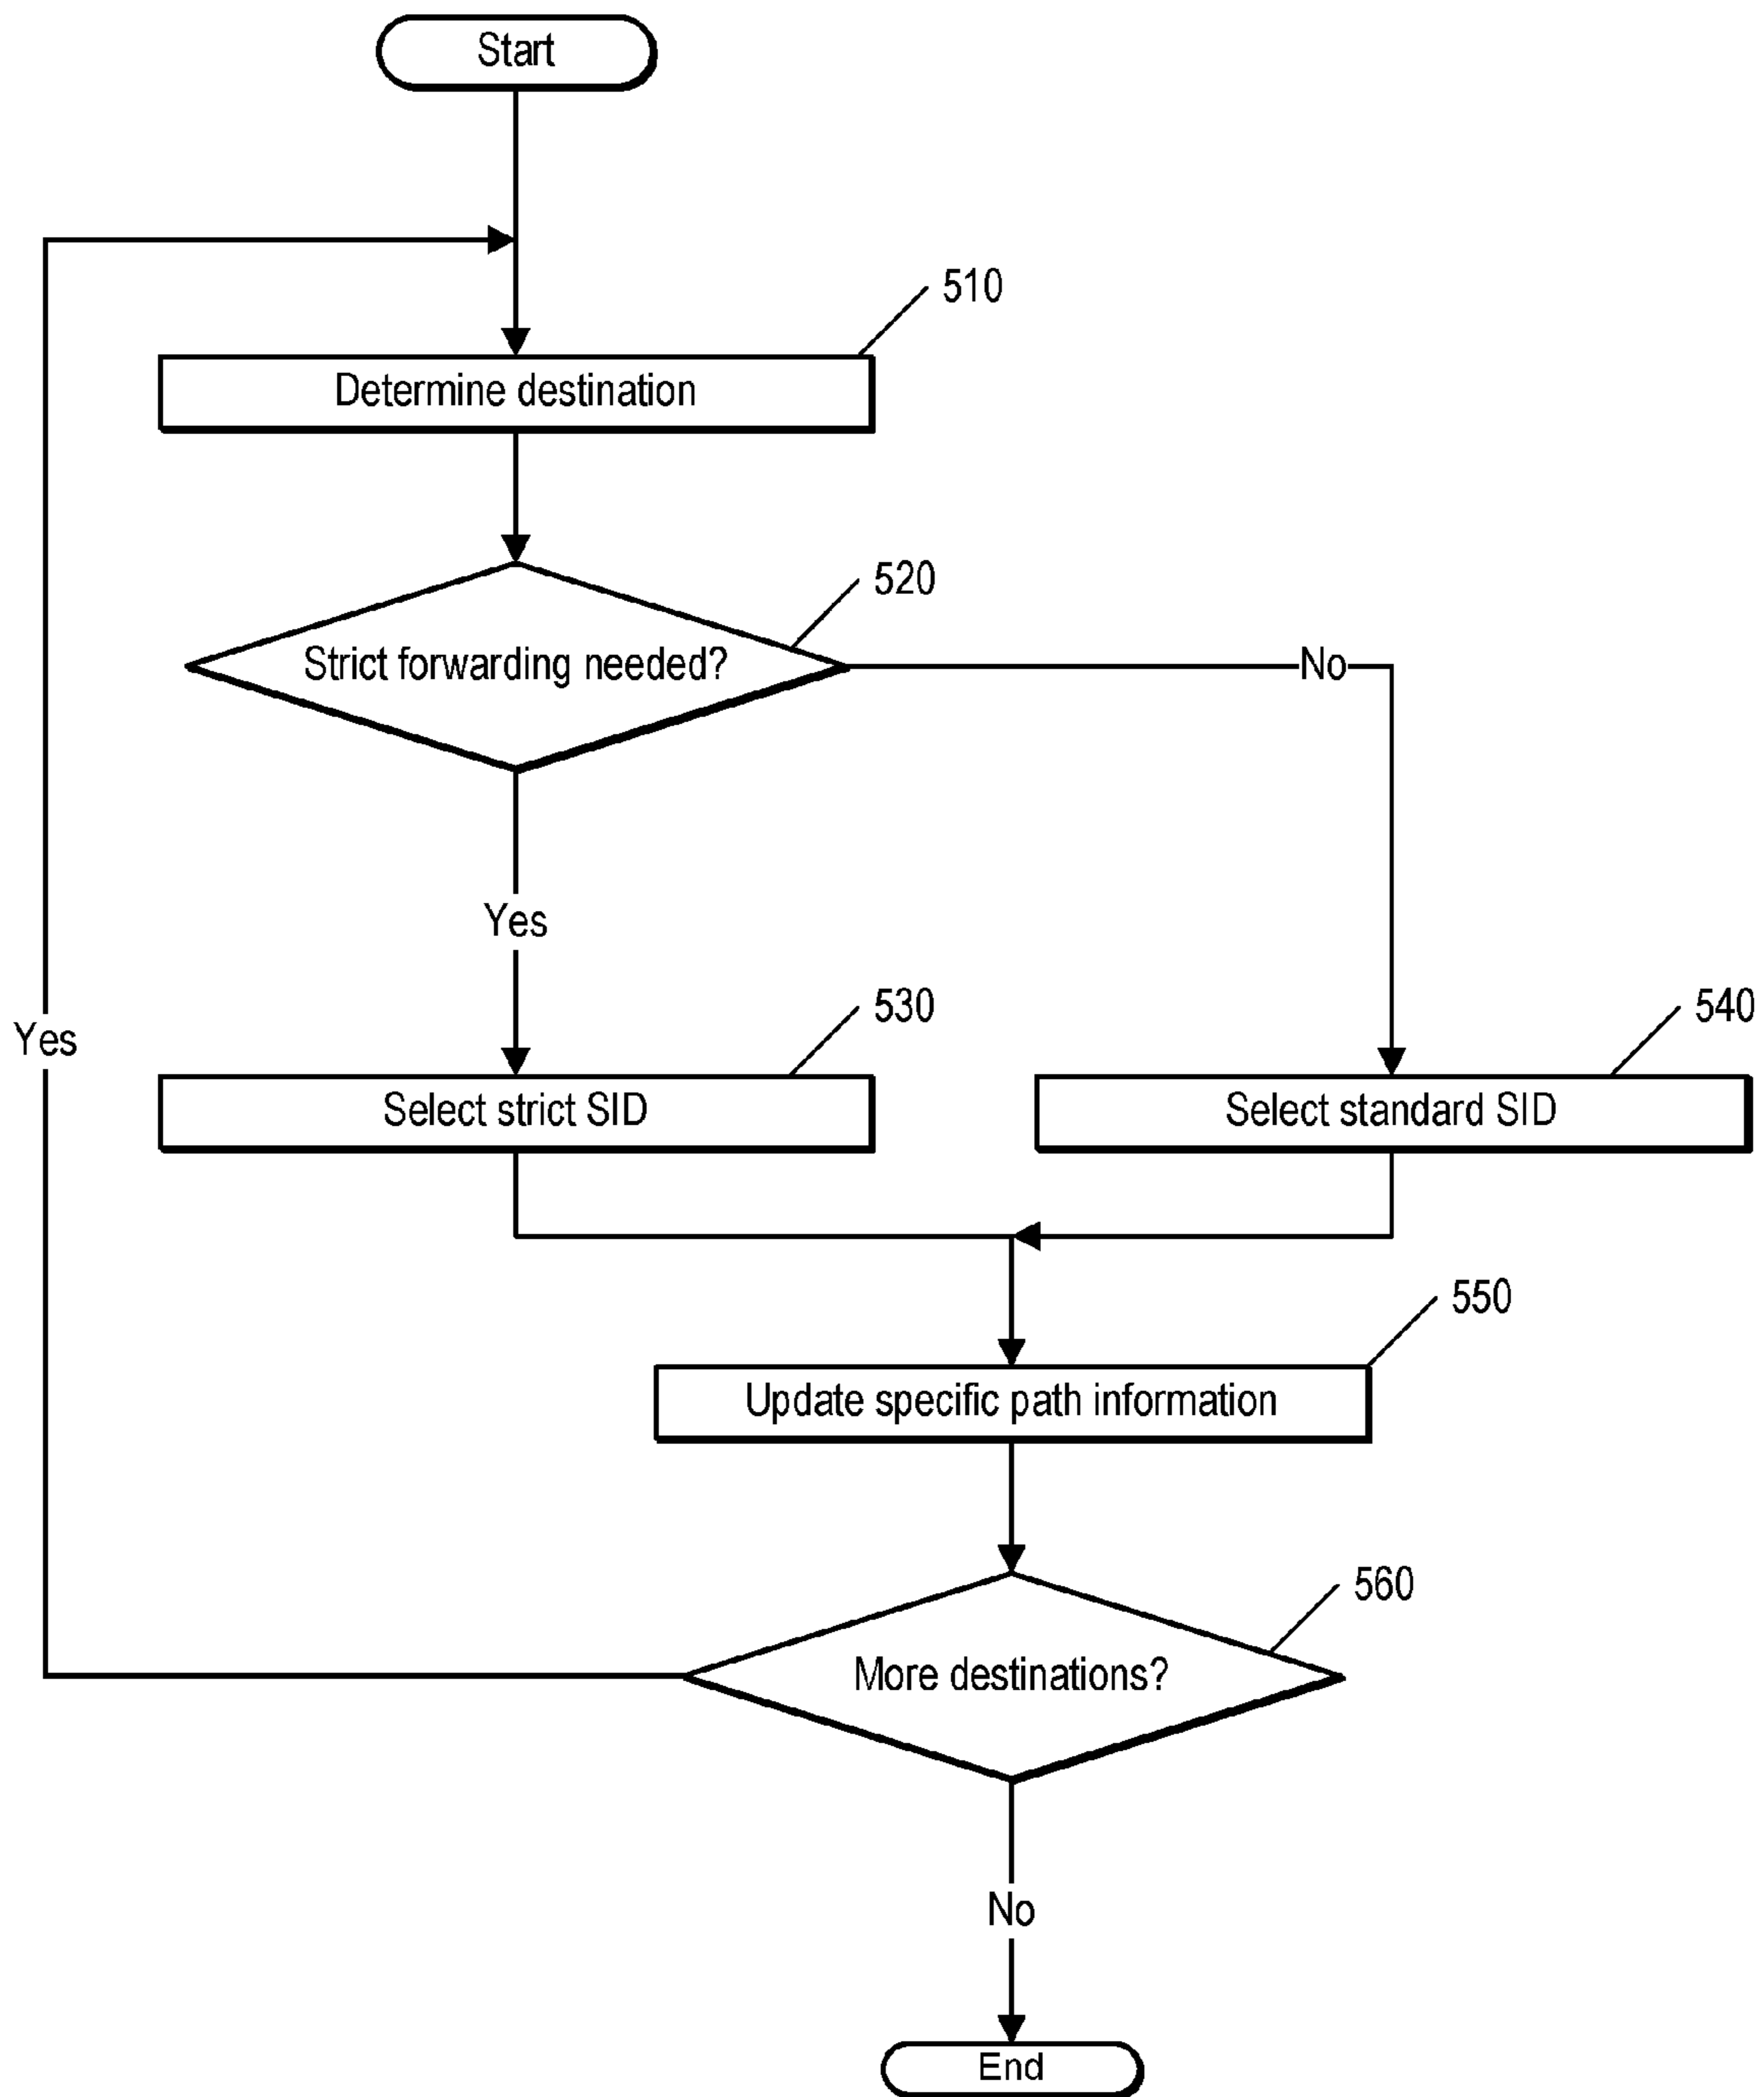 Start
510
Determine destination
520
Strict forwarding needed?
No
Yes
530
540
Yes
Select strict SID
Select standard SID
550
Update specific path information
560
More destinations?
No
End